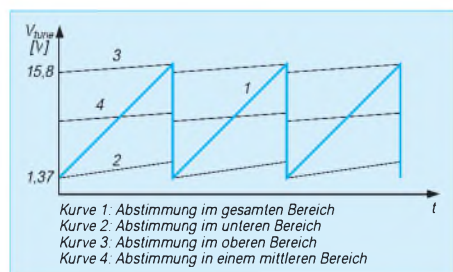 Vtune
[V]
15,8
3
4
1
2
1,37
t
Kurve 1: Abstimmung im gesamten Bereich
Kurve 2: Abstimmung im unteren Bereich
Kurve 3: Abstimmung im oberen Bereich
Kurve 4: Abstimmung in einem mittleren Bereich